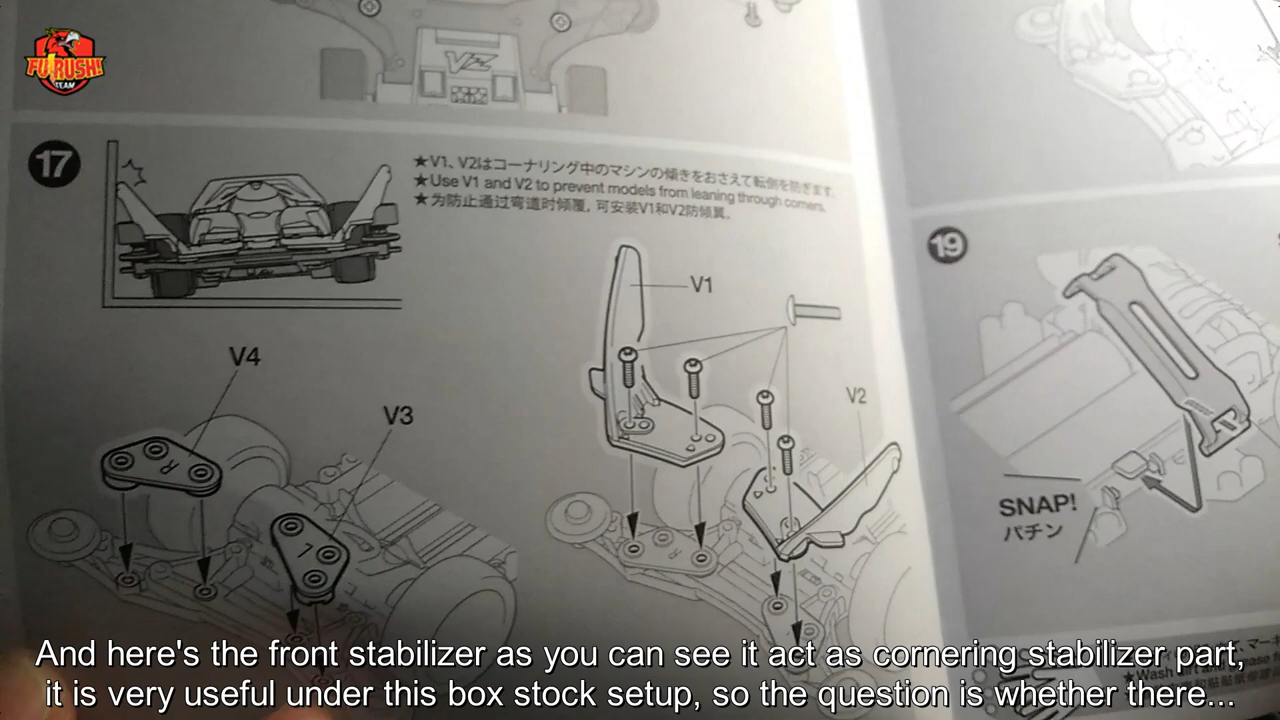 FURUSH!
TEAM
VZ
17
★V1、V2はコーナリング中のマシンの傾きをおさえて転倒を防ぎます。
★Use V1 and V2 to prevent models from leaning through corners.
★为防止通过弯道时倾覆,可安装V1和V2防倾翼。
V1
V4
V3
V2
R
L
R
19
SNAP!
パチン
And here's the front stabilizer as you can see it act as cornering stabilizer part,
it is very useful under this box stock setup, so the question is whether there...